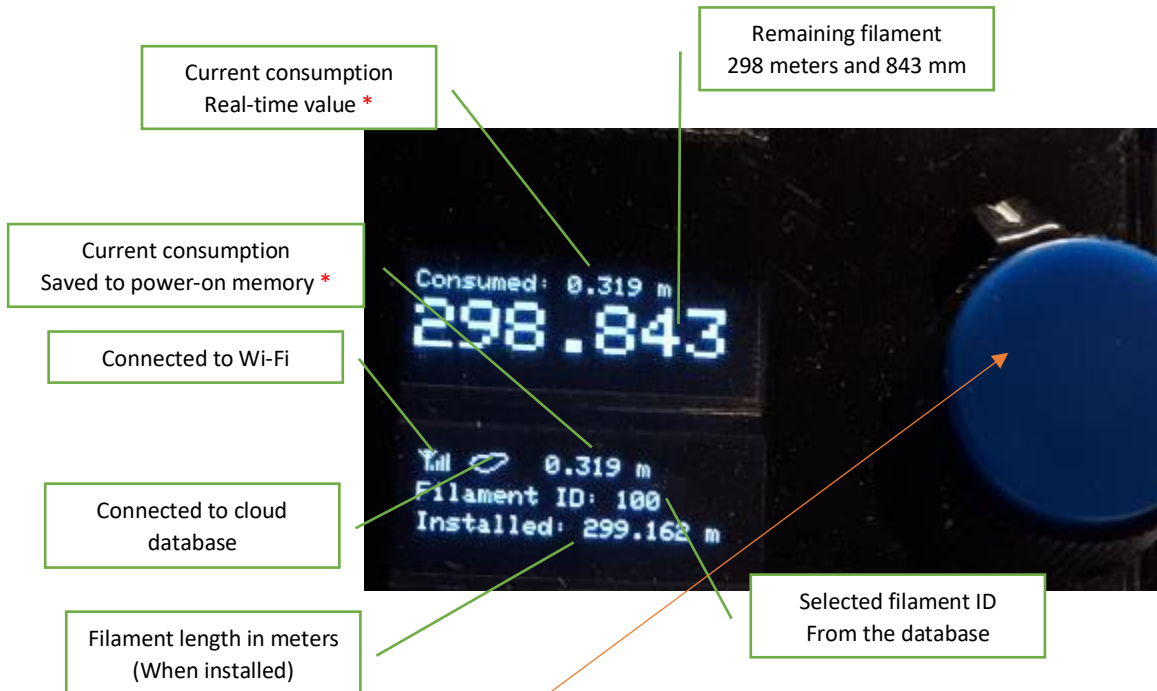 Remaining filament
298 meters and 843 mm
Current consumption
Real-time value *
Current consumption
Saved to power-on memory *
Consumed: 0.319 m
298.843
Connected to Wi-Fi
0.319 m
Filament ID: 100
Installed: 299.162 m
Connected to cloud
database
Selected filament ID
From the database
Filament length in meters
(When installed)